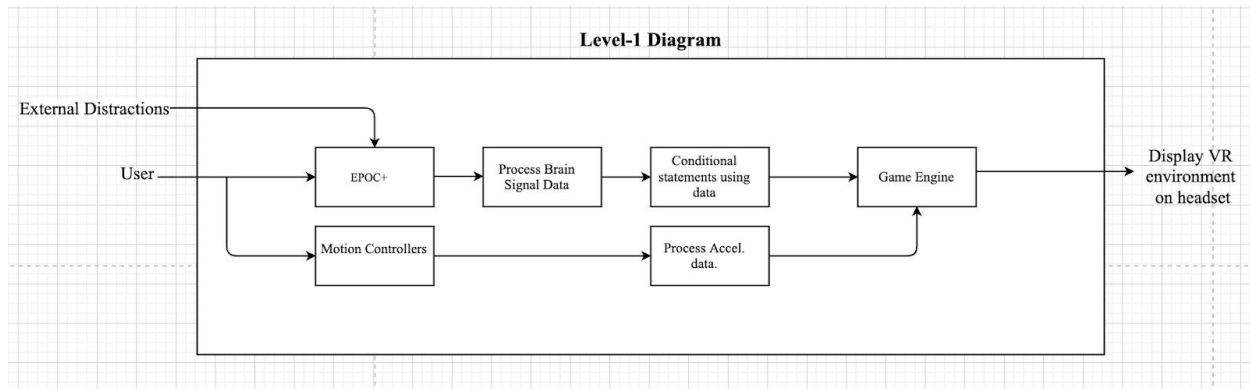 Level-1 Diagram
External Distractions
User
EPOC+
Process Brain
Signal Data
Conditional
statements using
data
Game Engine
Display VR
environment
on headset
Motion Controllers
Process Accel.
data.